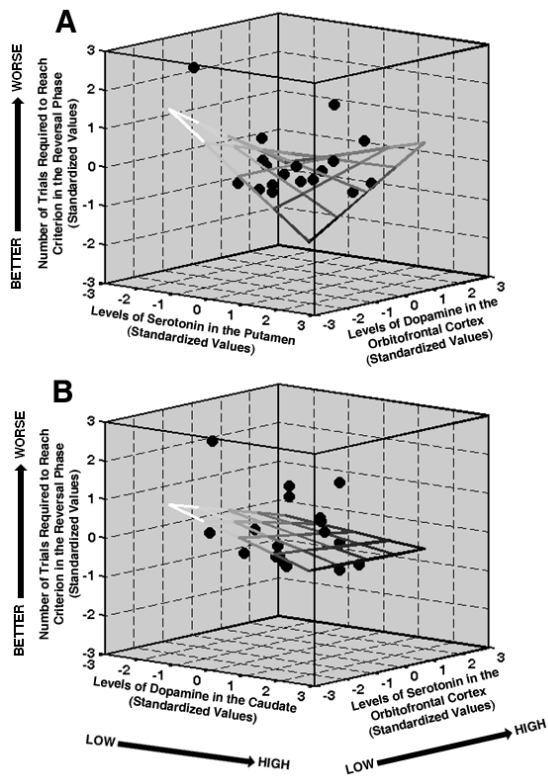 A
WORSE
BETTER
Number of Trials Required to Reach
Criterion in the Reversal Phase
(Standardized Values)
3
2
1
0
-1
-2
-3
-3
-2
-1
0
1
2
3
Levels of Serotonin in the Putamen
(Standardized Values)
-3
-2
-1
0
1
2
3
Levels of Dopamine in the
Orbitofrontal Cortex
(Standardized Values)
B
WORSE
BETTER
Number of Trials Required to Reach
Criterion in the Reversal Phase
(Standardized Values)
3
2
1
0
-1
-2
-3
-3
-2
-1
0
1
2
3
Levels of Dopamine in the Caudate
(Standardized Values)
-3
-2
-1
0
1
2
3
Levels of Serotonin in the
Orbitofrontal Cortex
(Standardized Values)
LOW HIGH
LOW HIGH